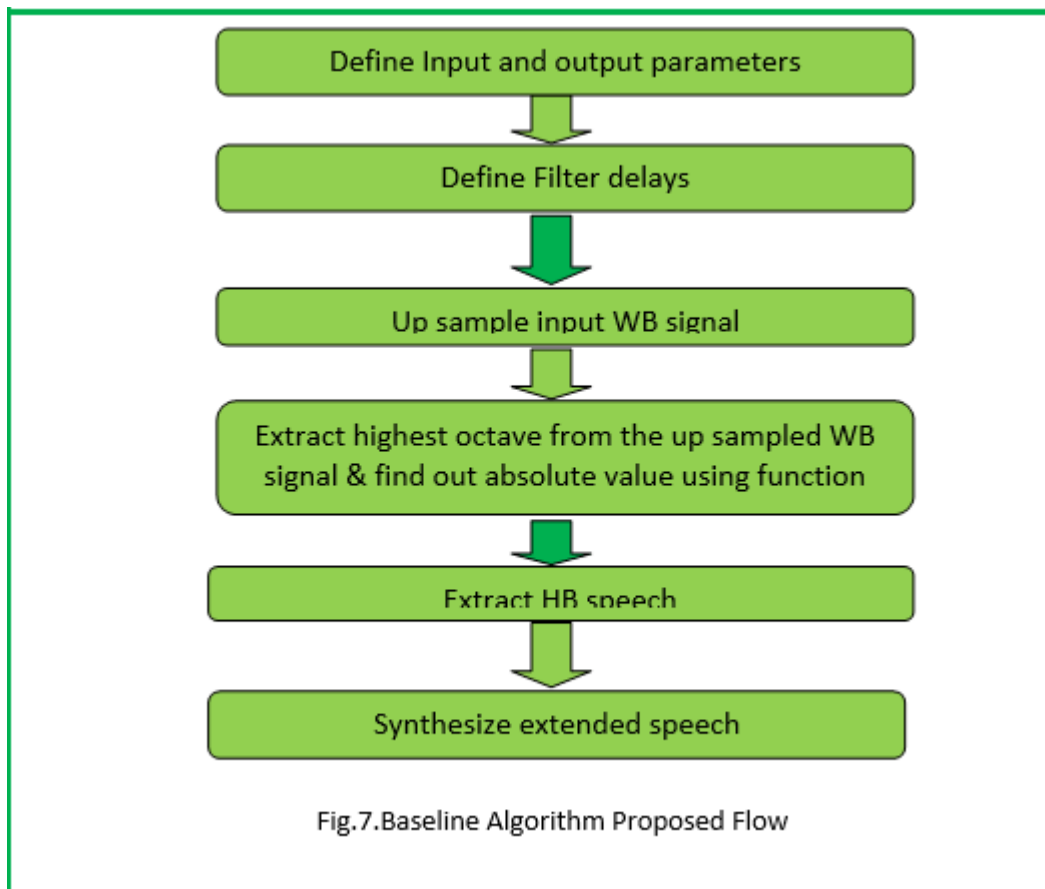 Define Input and output parameters
Define Filter delays
Up sample input WB signal
Extract highest octave from the up sampled WB
signal & find out absolute value using function
Extract HB speech
Synthesize extended speech
Fig.7.Baseline Algorithm Proposed Flow